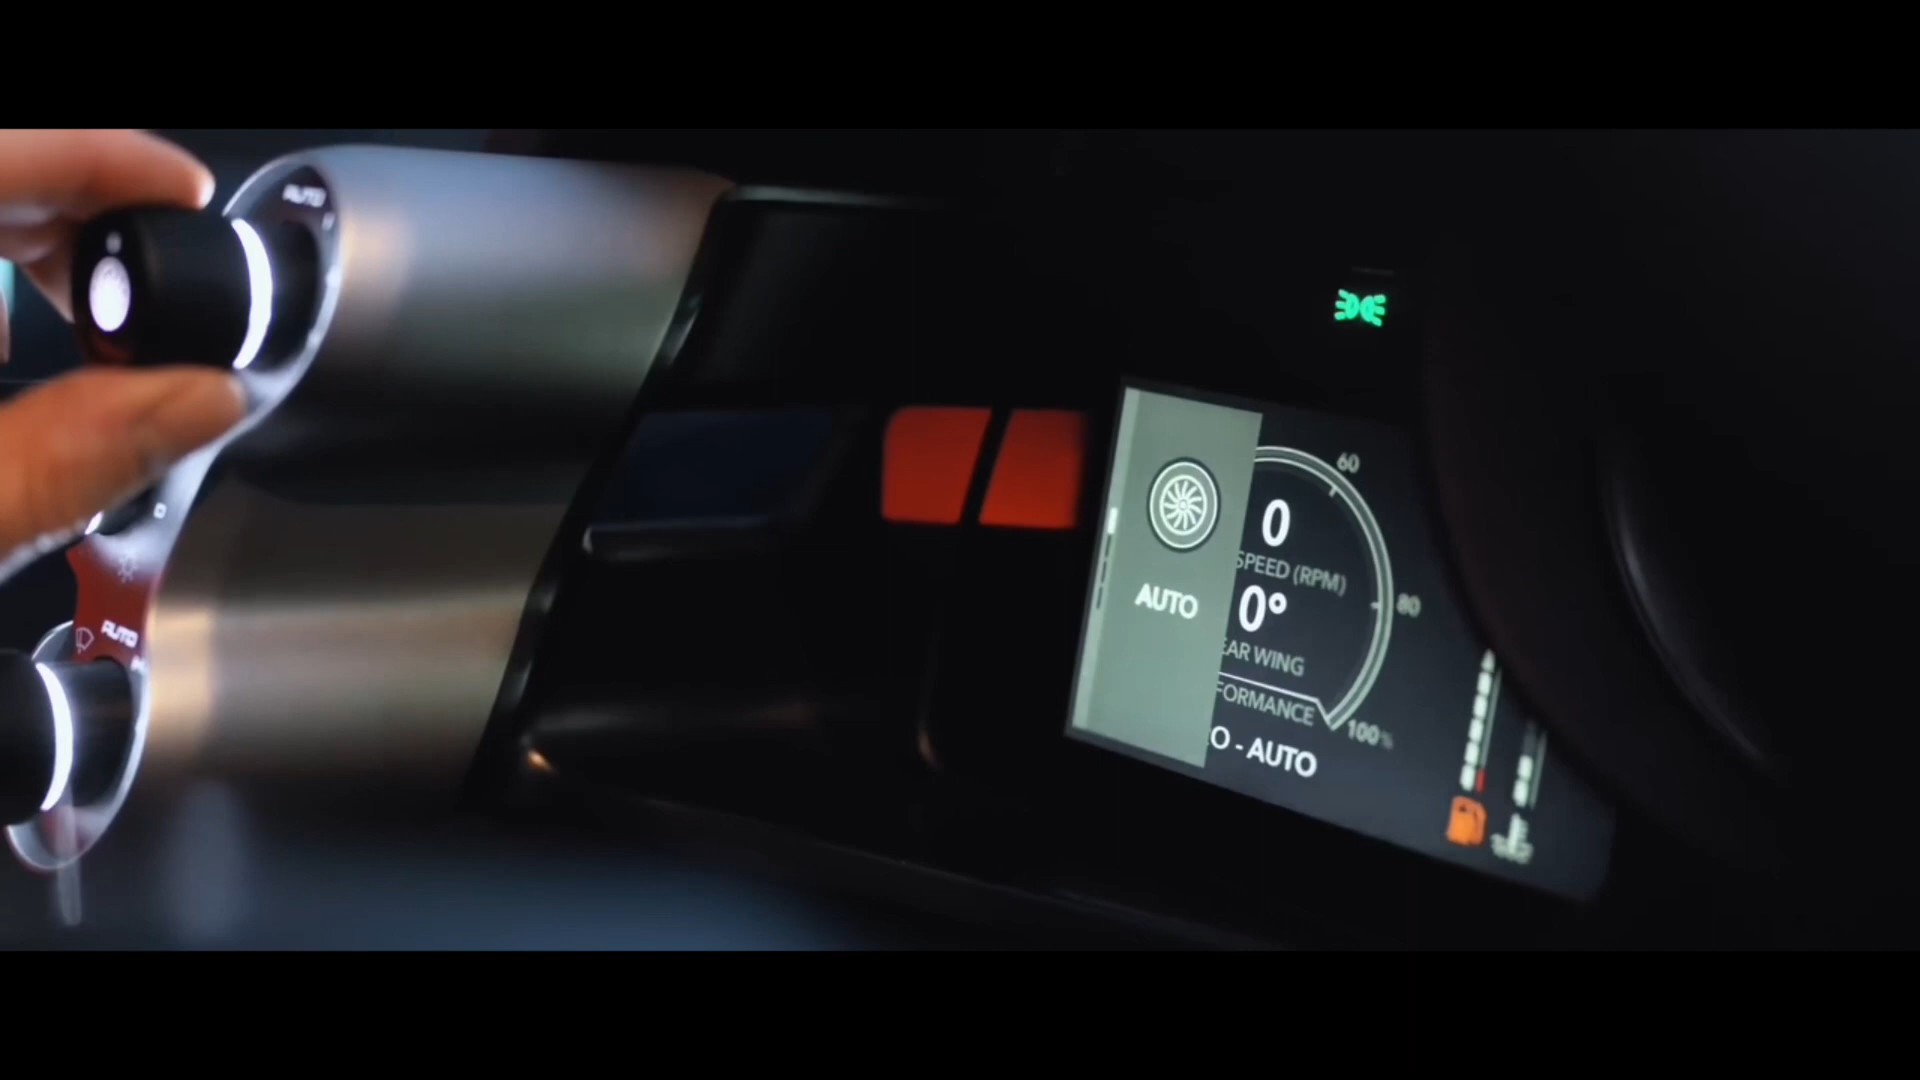 AUTO
AUTO
60
0
SPEED (RPM)
80
AUTO
0°
EAR WING
FORMANCE
100%
O - AUTO